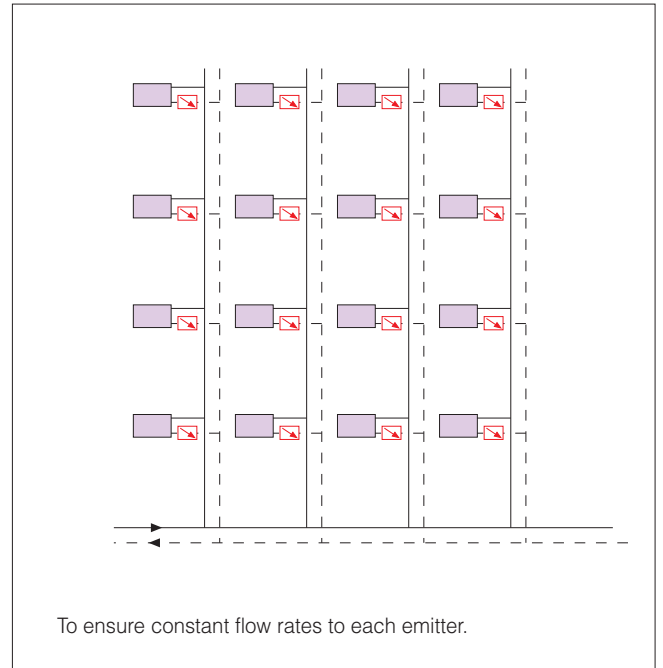 To ensure constant flow rates to each emitter.